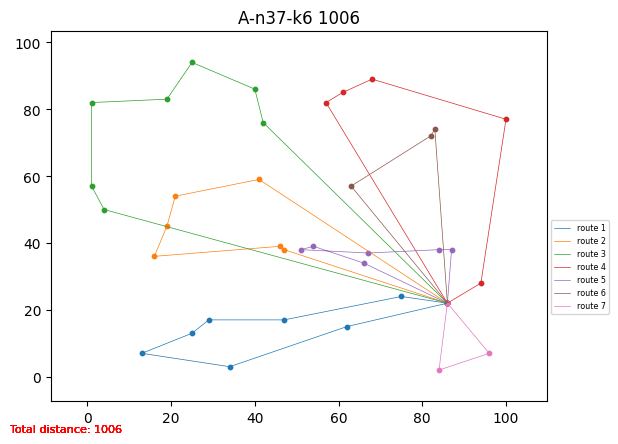 A-n37-k6 1006
100
80
60
40
20
0
0 20 40 60 80 100
route 1
route 2
route 3
route 4
route 5
route 6
route 7
Total distance: 1006